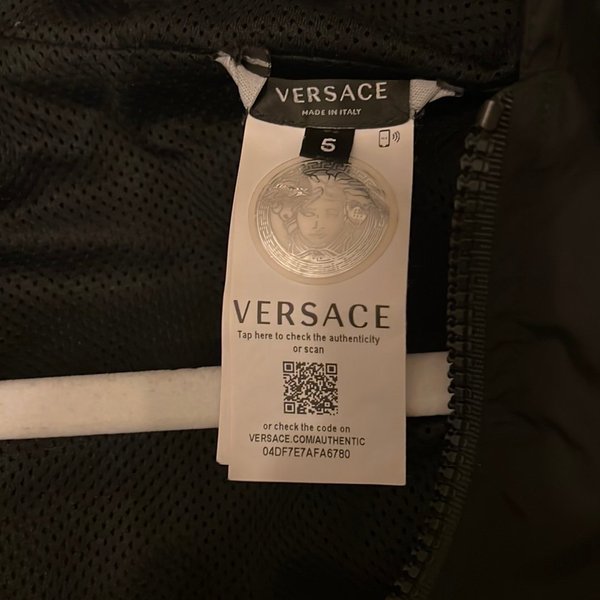 VERSACE
MADE IN ITALY
5
VERSACE
Tap here to check the authenticity
or scan
or check the code on
VERSACE.COM/AUTHENTIC
04DF7E7AFA6780